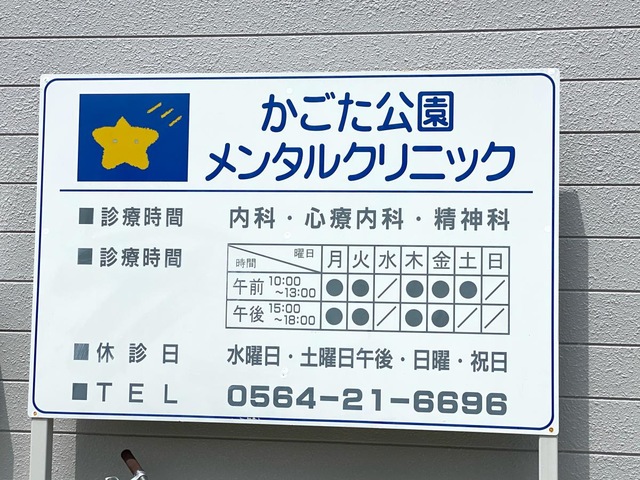 かごた公園
メンタルクリニック
■診療時間 内科・心療内科・精神科
■診療時間
曜日 時間 月 火 水 木 金 土 日
午前 10:00～13:00 ● ● ／ ● ● ● ／
午後 15:00～18:00 ● ● ／ ● ● ／ ／
■休診日 水曜日・土曜日午後・日曜・祝日
■TEL 0564-21-6696